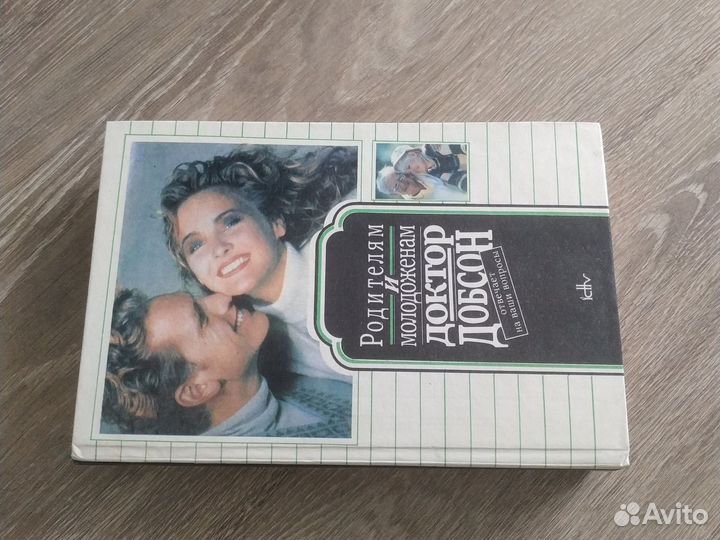 Родителям
и
молодоженам
доктор
Добсон
отвечает
на ваши вопросы
Avito